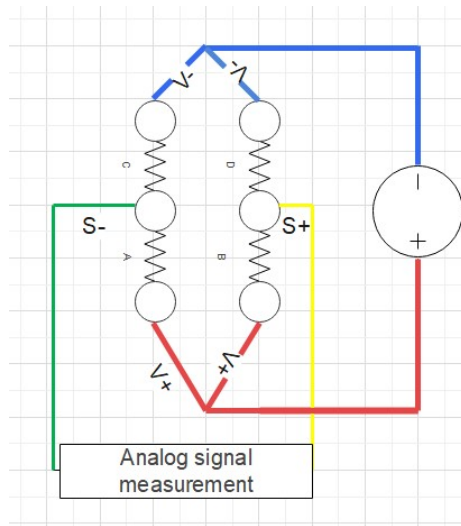 V-
V-
C
D
−
S-
S+
A
B
+
V+
V+
Analog signal
measurement